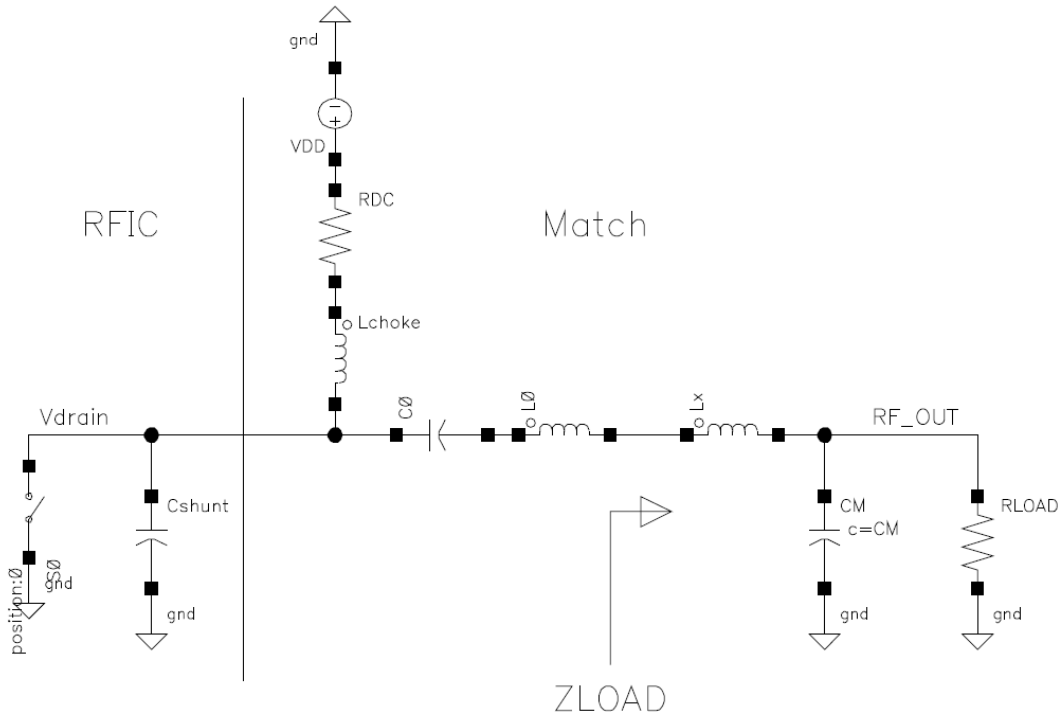 gnd
VDD
RDC
RFIC
Match
Lchoke
Vdrain
C0
L0
Lx
RF_OUT
Cshunt
CM
c=CM
RLOAD
position:0
S0
gnd
gnd
gnd
gnd
ZLOAD